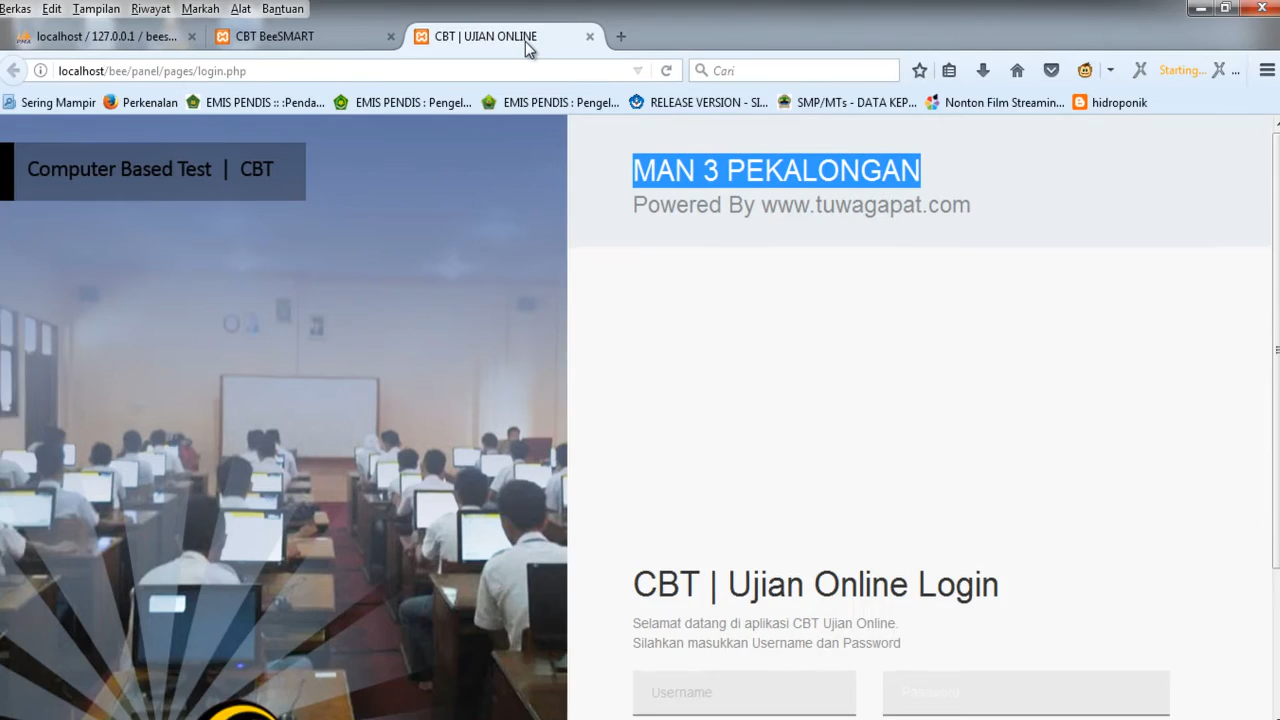 Berkas Edit Tampilan Riwayat Markah Alat Bantuan
localhost / 127.0.0.1 / bees... CBT BeeSMART CBT | UJIAN ONLINE
localhost/bee/panel/pages/login.php Cari Starting... ...
Sering Mampir Perkenalan EMIS PENDIS :: :Penda... EMIS PENDIS : Pengel... EMIS PENDIS : Pengel... RELEASE VERSION - SI... SMP/MTs - DATA KEP... Nonton Film Streamin... hidroponik
Computer Based Test | CBT
MAN 3 PEKALONGAN
Powered By www.tuwagapat.com
CBT | Ujian Online Login
Selamat datang di aplikasi CBT Ujian Online.
Silahkan masukkan Username dan Password
Username Password